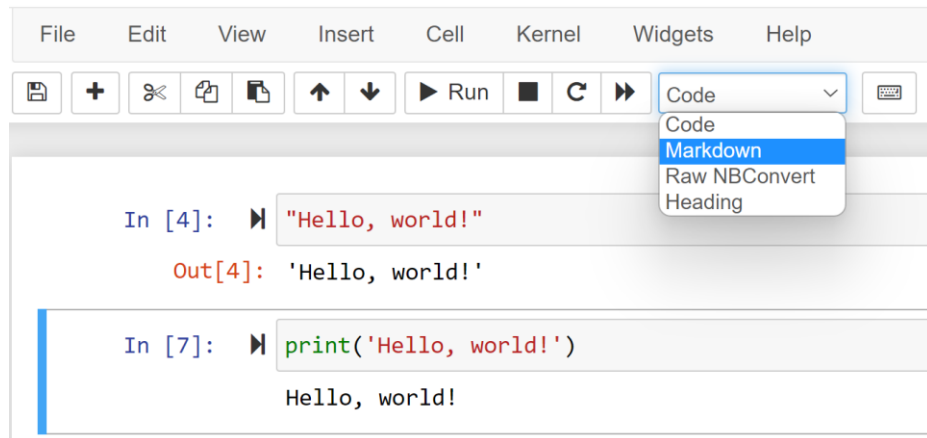 File Edit View Insert Cell Kernel Widgets Help
Run Code
Code
Markdown
Raw NBConvert
Heading
In [4]: "Hello, world!"
Out[4]: 'Hello, world!'
In [7]: print('Hello, world!')
Hello, world!